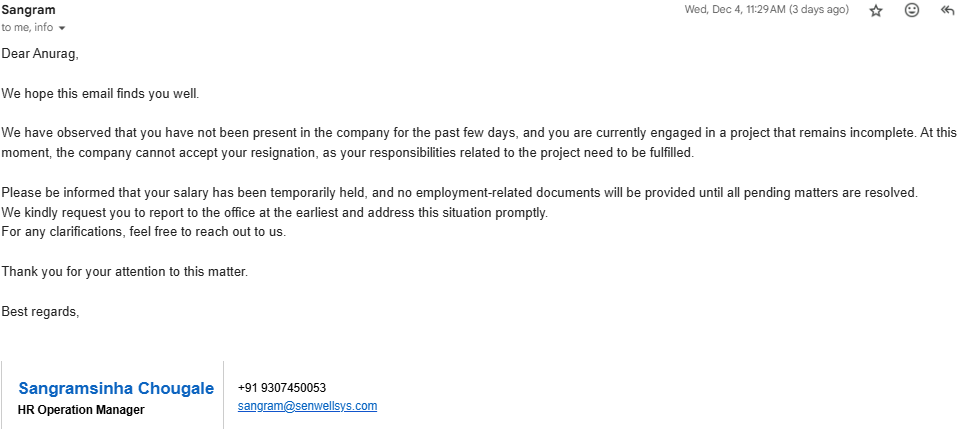 Sangram
Wed, Dec 4, 11:29 AM (3 days ago)
to me, info
Dear Anurag,
We hope this email finds you well.
We have observed that you have not been present in the company for the past few days, and you are currently engaged in a project that remains incomplete. At this
moment, the company cannot accept your resignation, as your responsibilities related to the project need to be fulfilled.
Please be informed that your salary has been temporarily held, and no employment-related documents will be provided until all pending matters are resolved.
We kindly request you to report to the office at the earliest and address this situation promptly.
For any clarifications, feel free to reach out to us.
Thank you for your attention to this matter.
Best regards,
Sangramsinha Chougale
HR Operation Manager
+91 9307450053
sangram@senwellsys.com